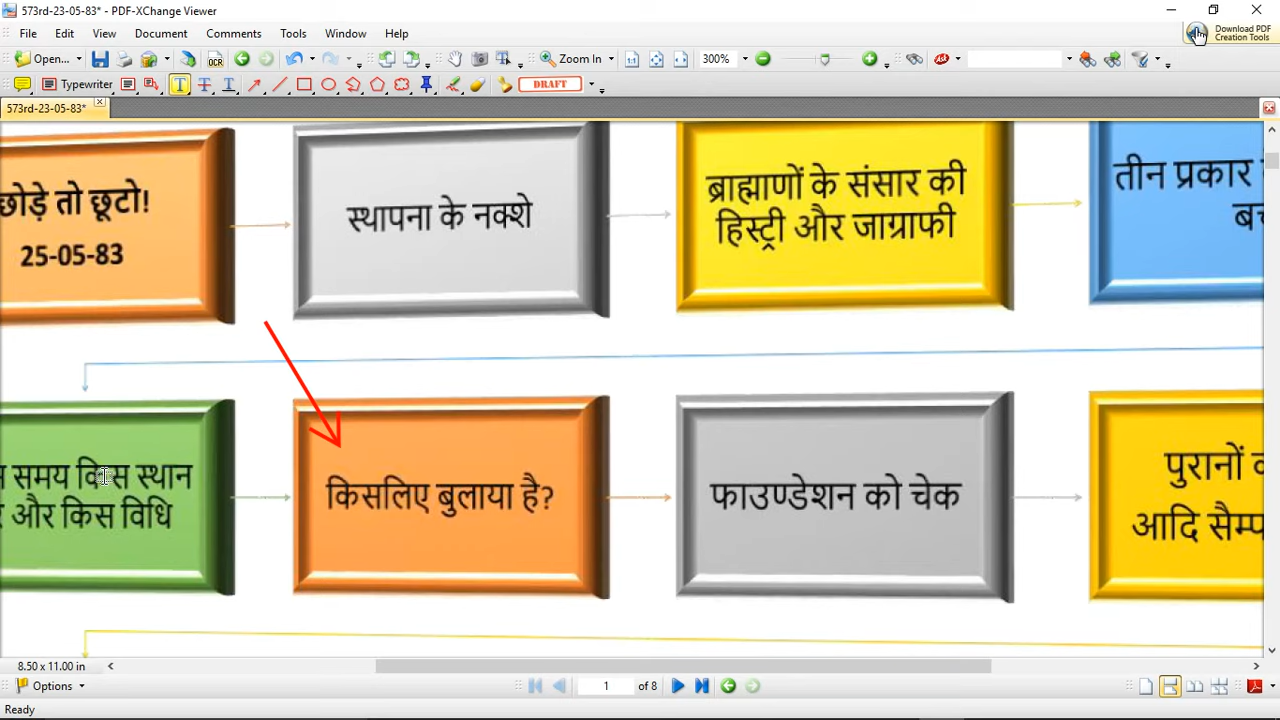 573rd-23-05-83* - PDF-XChange Viewer
File Edit View Document Comments Tools Window Help
Download PDF
Creation Tools
Open... OCR Zoom In 300%
Typewriter DRAFT
573rd-23-05-83*
छोड़े तो छूटो!
25-05-83
स्थापना के नक्शे
ब्राह्माणों के संसार की
हिस्ट्री और जाग्राफी
तीन प्रकार
समय किस स्थान
और किस विधि
किसलिए बुलाया है?
फाउण्डेशन को चेक
पुरानों
आदि
8.50 x 11.00 in
Options 1 of 8
Ready